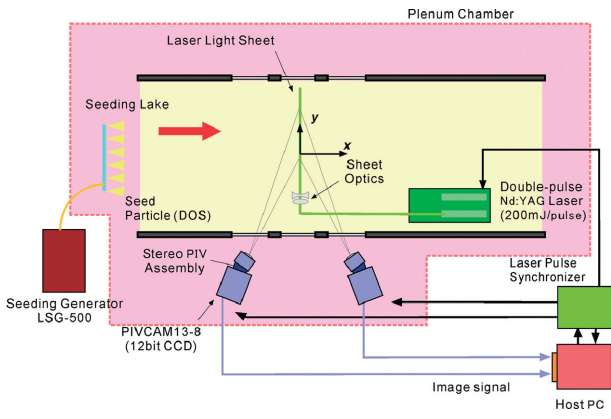 Plenum Chamber
Laser Light Sheet
Seeding Lake
y
x
Sheet
Optics
Seed
Particle (DOS)
Double-pulse
Nd:YAG Laser
(200mJ/pulse)
Stereo PIV
Assembly
Laser Pulse
Synchronizer
Seeding Generator
LSG-500
PIVCAM13-8
(12bit CCD)
Image signal
Host PC